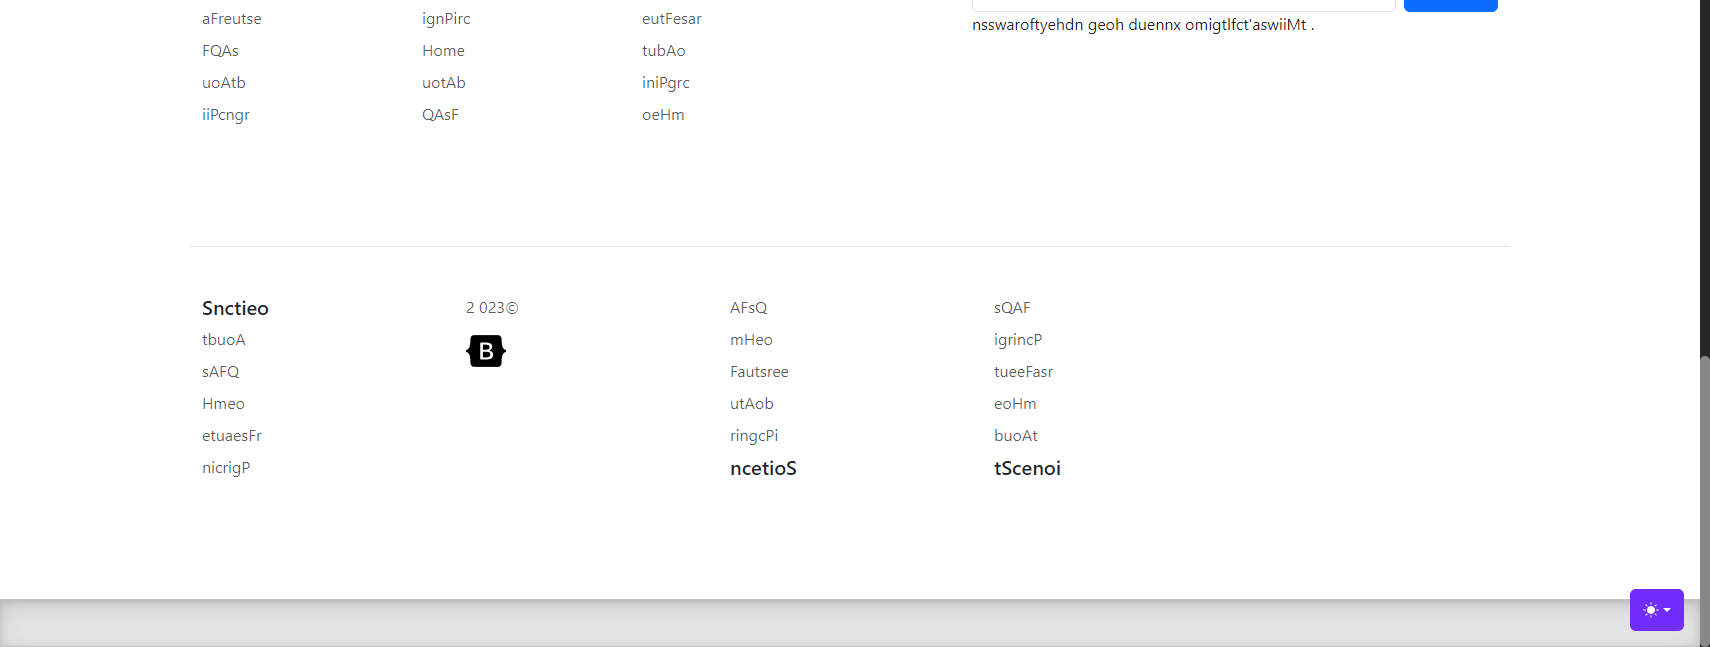 aFreutse ignPirc eutFesar
nsswaroftyehdn geoh duennx omigtlfct'aswiiMt .
FQAs Home tubAo
uoAtb uotAb iniPgrc
iiPcngr QAsF oeHm
Snctieo 2 023© AFsQ sQAF
tbuoA mHeo igrincP
B
sAFQ Fautsree tueeFasr
Hmeo utAob eoHm
etuaesFr ringcPi buoAt
nicrigP ncetioS tScenoi